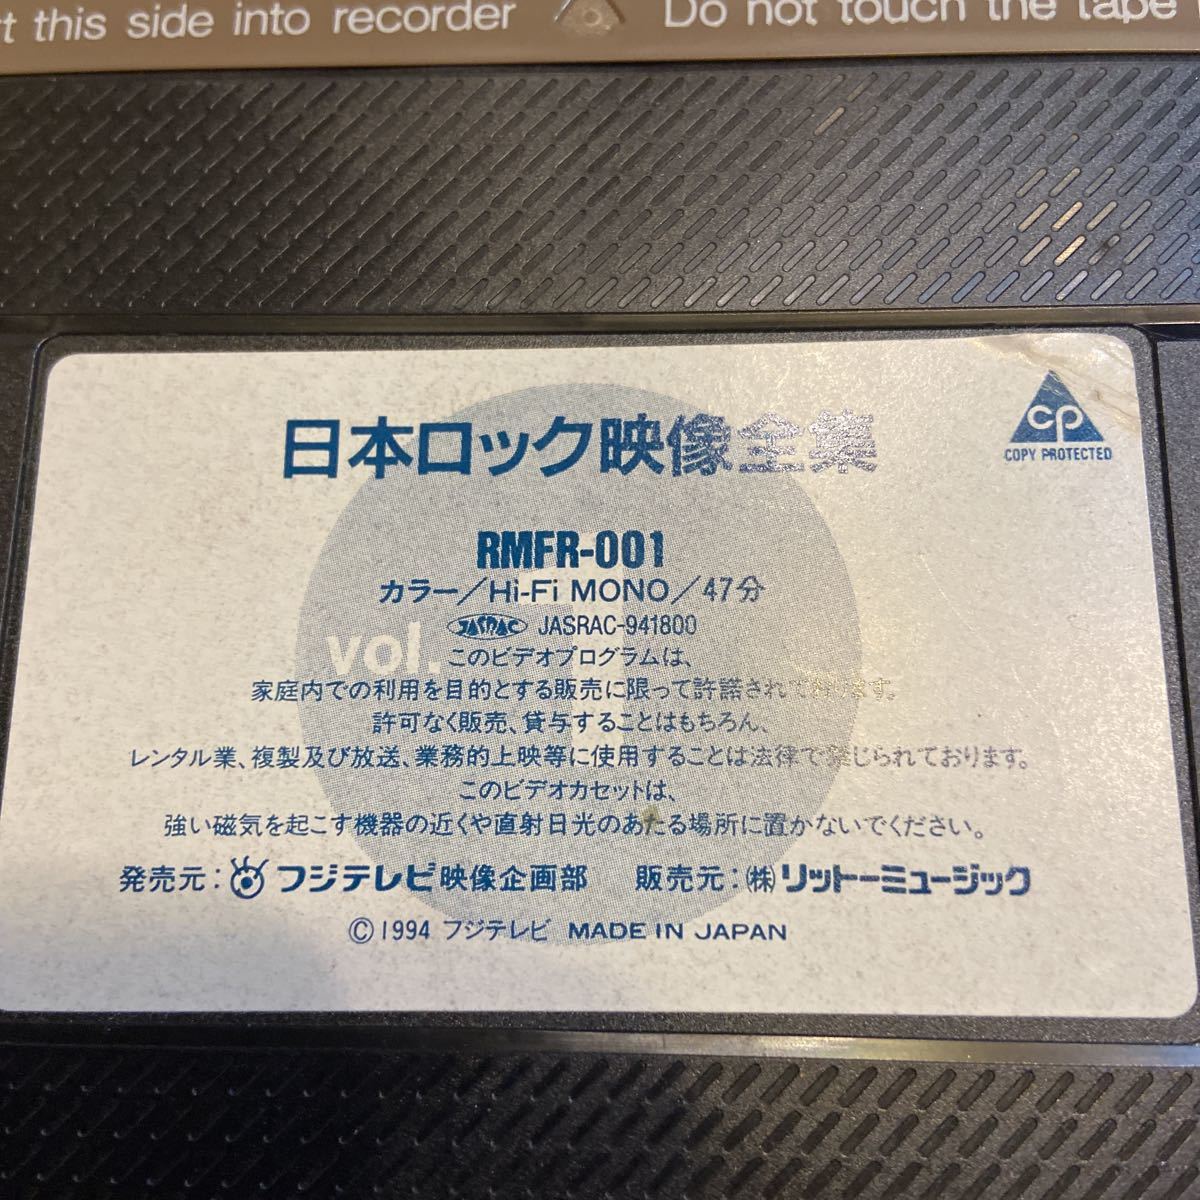 t this side into recorder
Do not touch the tape
日本ロック映像全集
CP
COPY PROTECTED
RMFR-001
カラー/Hi-Fi MONO/47分
JASRAC JASRAC-941800
vol. 1
このビデオプログラムは、
家庭内での利用を目的とする販売に限って許諾されております。
許可なく販売、貸与することはもちろん、
レンタル業、複製及び放送、業務的上映等に使用することは法律で禁じられております。
このビデオカセットは、
強い磁気を起こす機器の近くや直射日光のあたる場所に置かないでください。
発売元:フジテレビ映像企画部 販売元:㈱リットーミュージック
©1994 フジテレビ MADE IN JAPAN